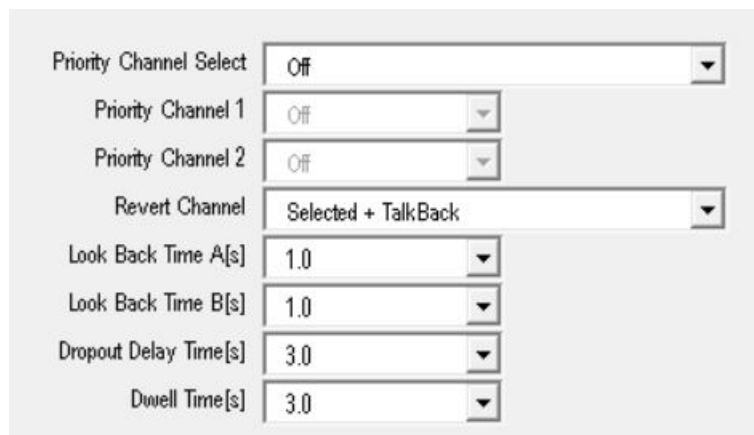 Priority Channel Select Off
Priority Channel 1 Off
Priority Channel 2 Off
Revert Channel Selected + TalkBack
Look Back Time A[s] 1.0
Look Back Time B[s] 1.0
Dropout Delay Time[s] 3.0
Dwell Time[s] 3.0